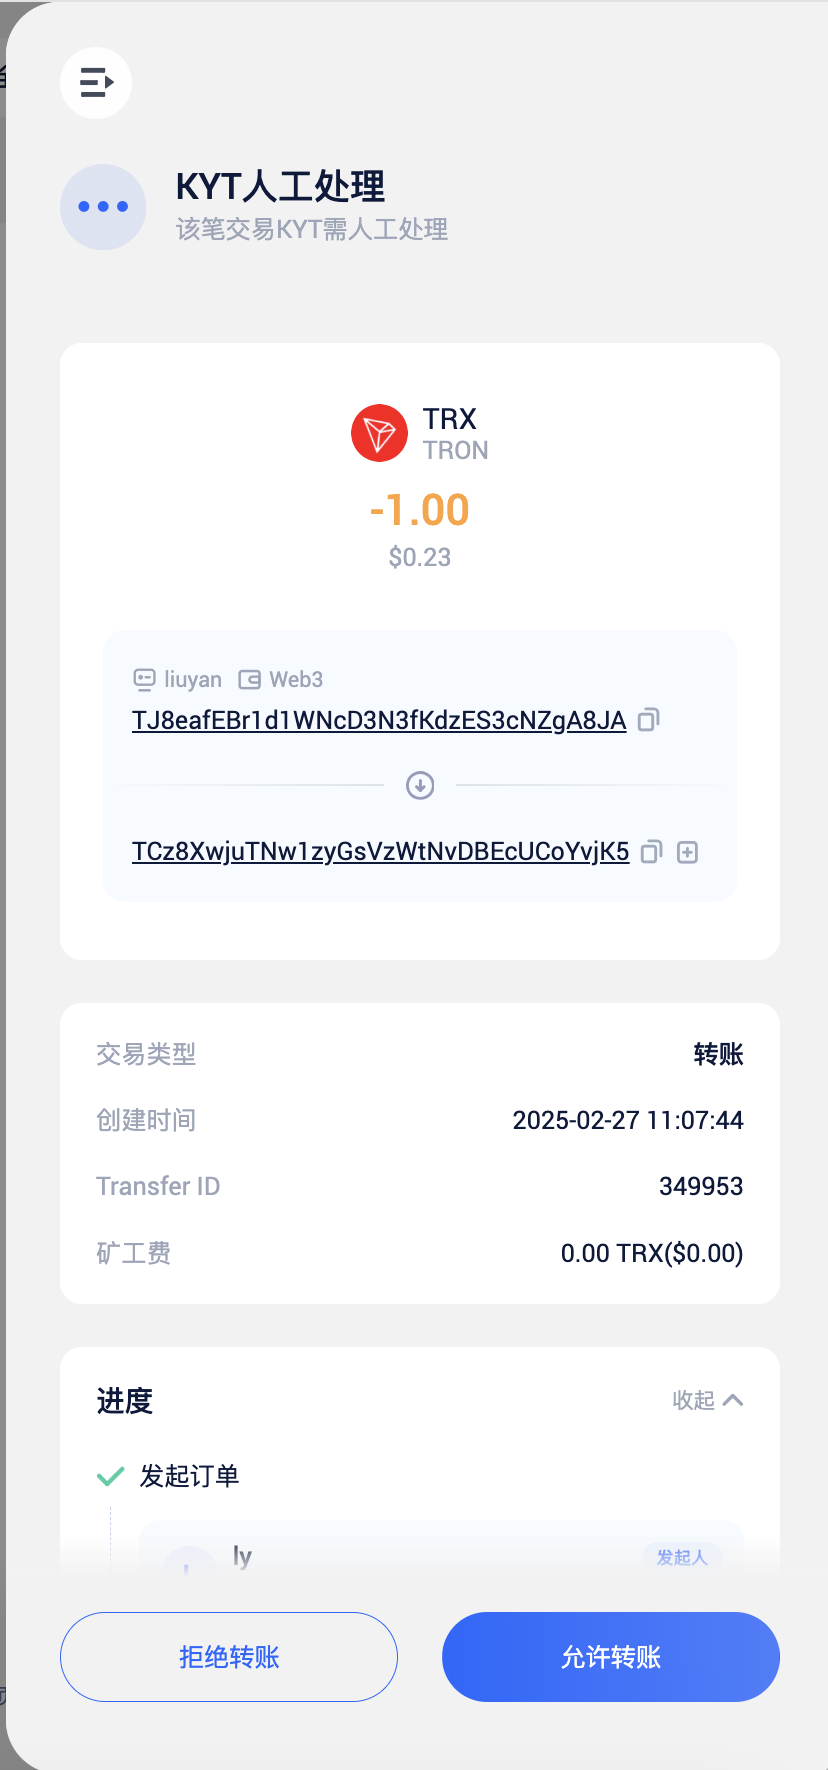 KYT人工处理
该笔交易KYT需人工处理
TRX
TRON
-1.00
$0.23
liuyan Web3
TJ8eafEBr1d1WNcD3N3fKdzES3cNZgA8JA
TCz8XwjuTNw1zyGsVzWtNvDBEcUCoYvjK5
交易类型 转账
创建时间 2025-02-27 11:07:44
Transfer ID 349953
矿工费 0.00 TRX($0.00)
进度 收起
发起订单
ly 发起人
拒绝转账 允许转账